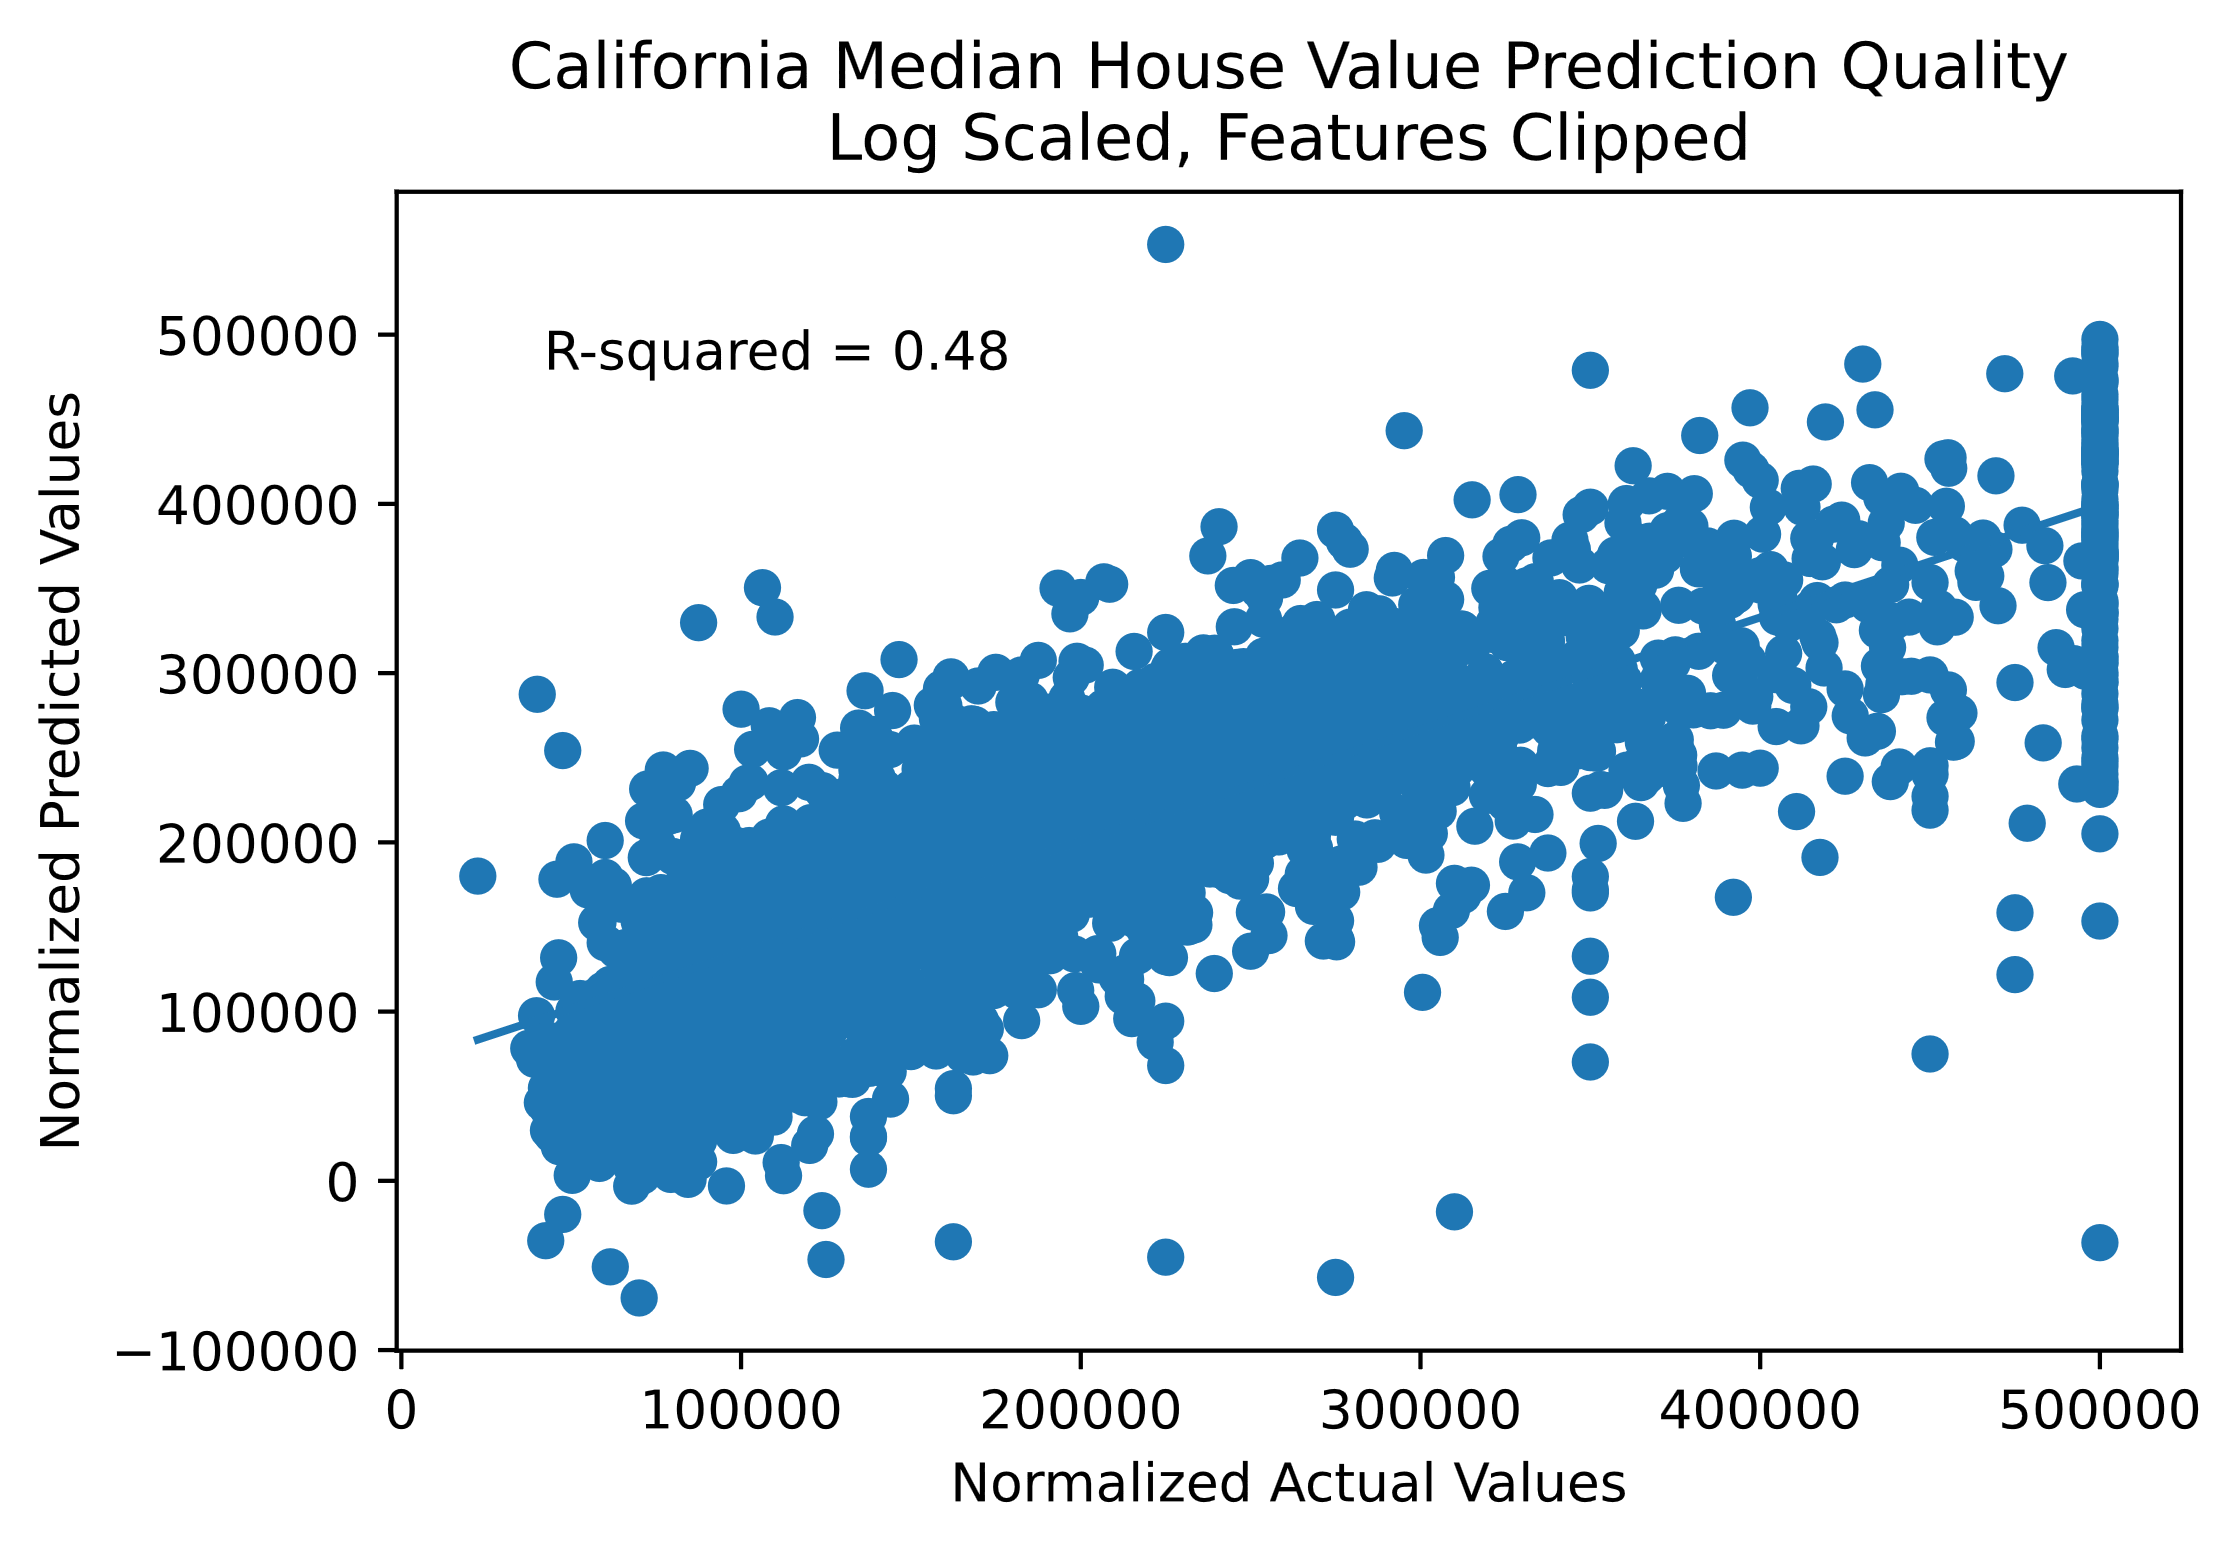 California Median House Value Prediction Quality
Log Scaled, Features Clipped
R-squared = 0.48
Normalized Predicted Values
500000
400000
300000
200000
100000
0
−100000
0 100000 200000 300000 400000 500000
Normalized Actual Values